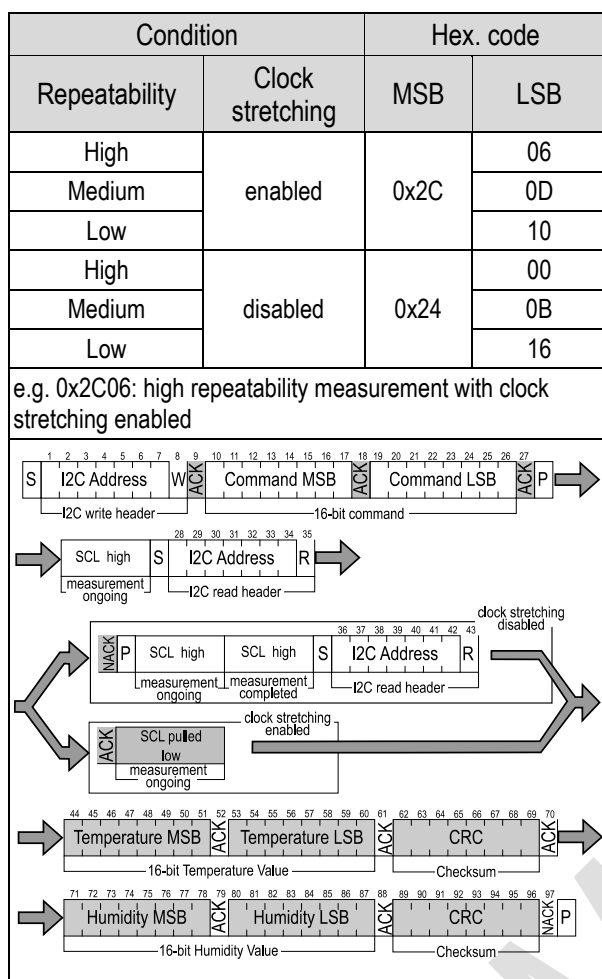 Condition Hex. code
Repeatability Clock stretching MSB LSB
High 06
Medium enabled 0x2C 0D
Low 10
High 00
Medium disabled 0x24 0B
Low 16
e.g. 0x2C06: high repeatability measurement with clock
stretching enabled
1 2 3 4 5 6 7 8 9 10 11 12 13 14 15 16 17 18 19 20 21 22 23 24 25 26 27
S I2C Address W ACK Command MSB ACK Command LSB ACK P
I2C write header 16-bit command
28 29 30 31 32 33 34 35
SCL high S I2C Address R
measurement ongoing I2C read header
clock stretching disabled
36 37 38 39 40 41 42 43
NACK P SCL high SCL high S I2C Address R
measurement ongoing measurement completed I2C read header
clock stretching enabled
ACK SCL pulled low
measurement ongoing
44 45 46 47 48 49 50 51 52 53 54 55 56 57 58 59 60 61 62 63 64 65 66 67 68 69 70
Temperature MSB ACK Temperature LSB ACK CRC ACK
16-bit Temperature Value Checksum
71 72 73 74 75 76 77 78 79 80 81 82 83 84 85 86 87 88 89 90 91 92 93 94 95 96 97
Humidity MSB ACK Humidity LSB ACK CRC NACK P
16-bit Humidity Value Checksum